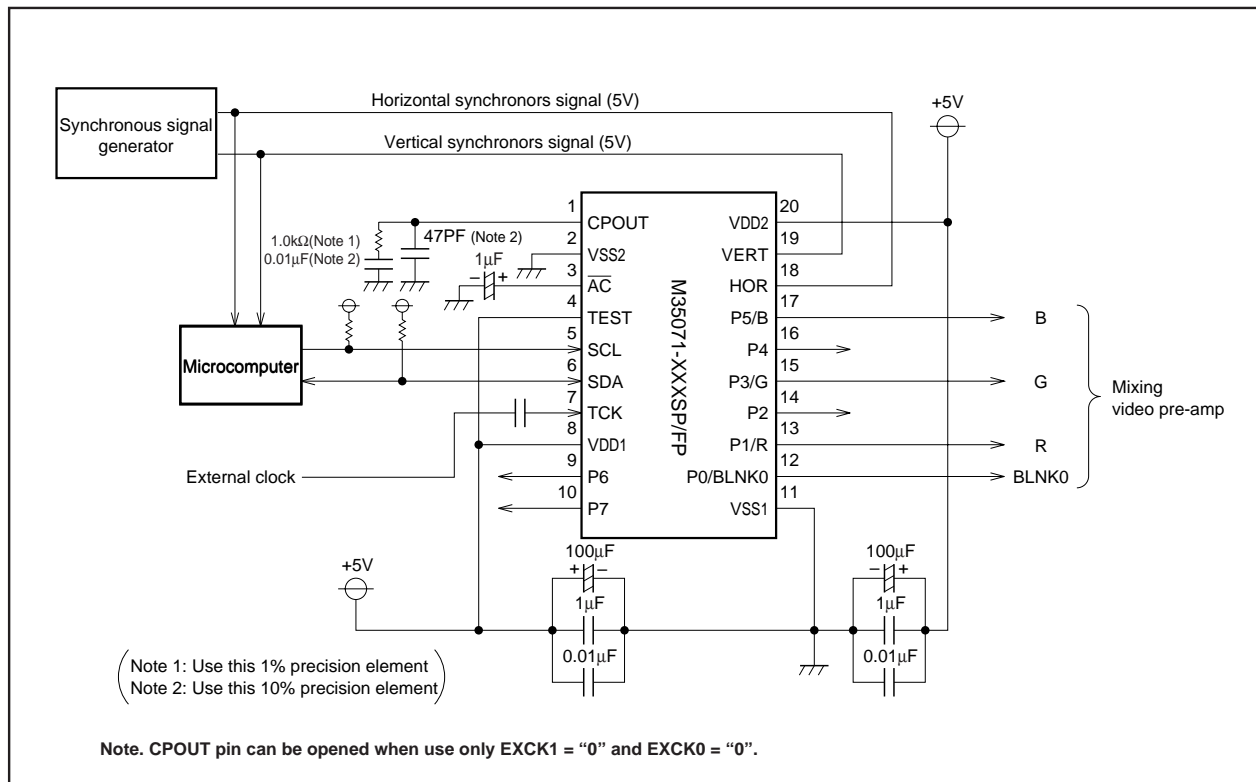 Synchronous signal
generator
Horizontal synchronors signal (5V)
Vertical synchronors signal (5V)
+5V
1.0kΩ(Note 1)
0.01µF(Note 2)
47PF (Note 2)
1µF
− +
Microcomputer
External clock
1 CPOUT
2 VSS2
3 AC
4 TEST
5 SCL
6 SDA
7 TCK
8 VDD1
9 P6
10 P7
M35071-XXXSP/FP
20 VDD2
19 VERT
18 HOR
17 P5/B
16 P4
15 P3/G
14 P2
13 P1/R
12 P0/BLNK0
11 VSS1
B
G
R
BLNK0
Mixing
video pre-amp
+5V
100µF
+ −
1µF
0.01µF
100µF
− +
1µF
0.01µF
Note 1: Use this 1% precision element
Note 2: Use this 10% precision element
Note. CPOUT pin can be opened when use only EXCK1 = “0” and EXCK0 = “0”.